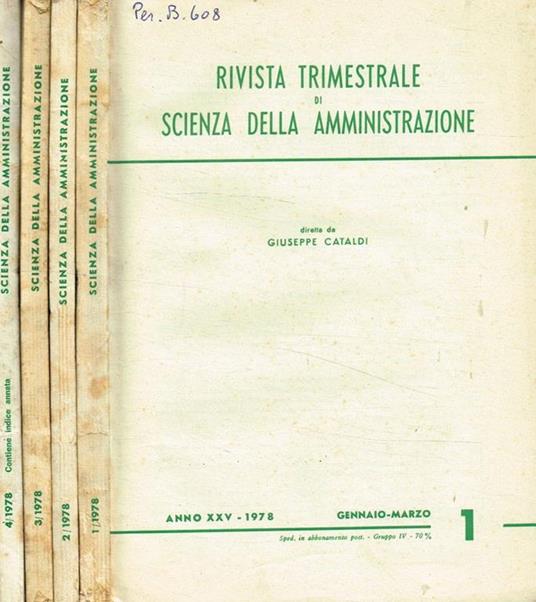 Per. B. 608
RIVISTA TRIMESTRALE
DI
SCIENZA DELLA AMMINISTRAZIONE
diretta da
GIUSEPPE CATALDI
ANNO XXV - 1978
GENNAIO-MARZO
1
Sped. in abbonamento post. - Gruppo IV - 70%
SCIENZA DELLA AMMINISTRAZIONE
4/1978 Contiene indice annata
SCIENZA DELLA AMMINISTRAZIONE
3/1978
SCIENZA DELLA AMMINISTRAZIONE
2/1978
SCIENZA DELLA AMMINISTRAZIONE
1/1978